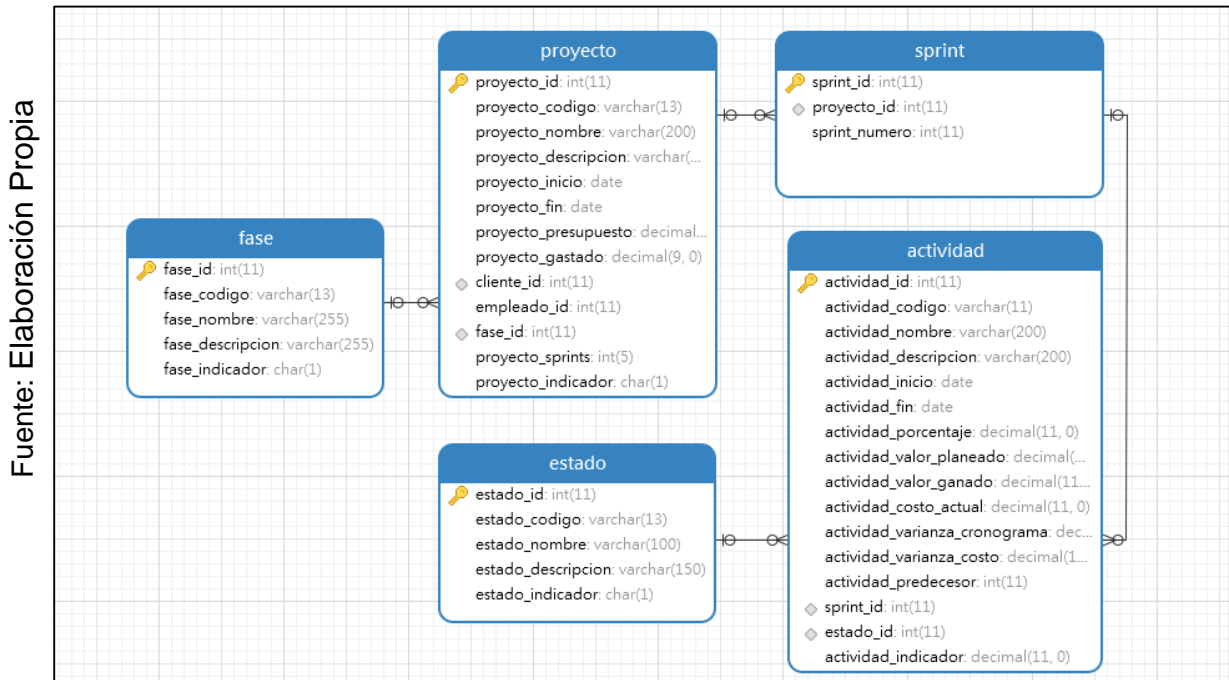 Fuente: Elaboración Propia
proyecto
proyecto_id: int(11)
proyecto_codigo: varchar(13)
proyecto_nombre: varchar(200)
proyecto_descripcion: varchar(...
proyecto_inicio: date
proyecto_fin: date
proyecto_presupuesto: decimal...
proyecto_gastado: decimal(9, 0)
cliente_id: int(11)
empleado_id: int(11)
fase_id: int(11)
proyecto_sprints: int(5)
proyecto_indicador: char(1)
sprint
sprint_id: int(11)
proyecto_id: int(11)
sprint_numero: int(11)
fase
fase_id: int(11)
fase_codigo: varchar(13)
fase_nombre: varchar(255)
fase_descripcion: varchar(255)
fase_indicador: char(1)
actividad
actividad_id: int(11)
actividad_codigo: varchar(11)
actividad_nombre: varchar(200)
actividad_descripcion: varchar(200)
actividad_inicio: date
actividad_fin: date
actividad_porcentaje: decimal(11, 0)
actividad_valor_planeado: decimal(...
actividad_valor_ganado: decimal(11...
actividad_costo_actual: decimal(11, 0)
actividad_varianza_cronograma: dec...
actividad_varianza_costo: decimal(1...
actividad_predecesor: int(11)
sprint_id: int(11)
estado_id: int(11)
actividad_indicador: decimal(11, 0)
estado
estado_id: int(11)
estado_codigo: varchar(13)
estado_nombre: varchar(100)
estado_descripcion: varchar(150)
estado_indicador: char(1)